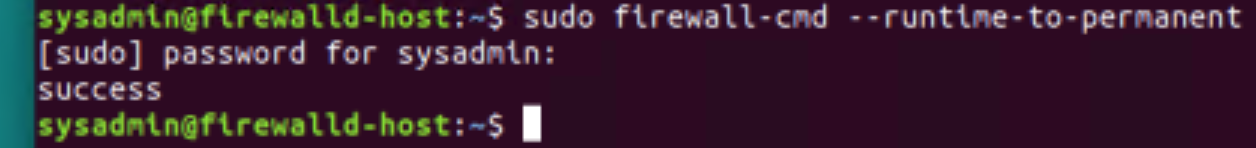 sysadmin@firewalld-host:~$ sudo firewall-cmd --runtime-to-permanent
[sudo] password for sysadmin:
success
sysadmin@firewalld-host:~$